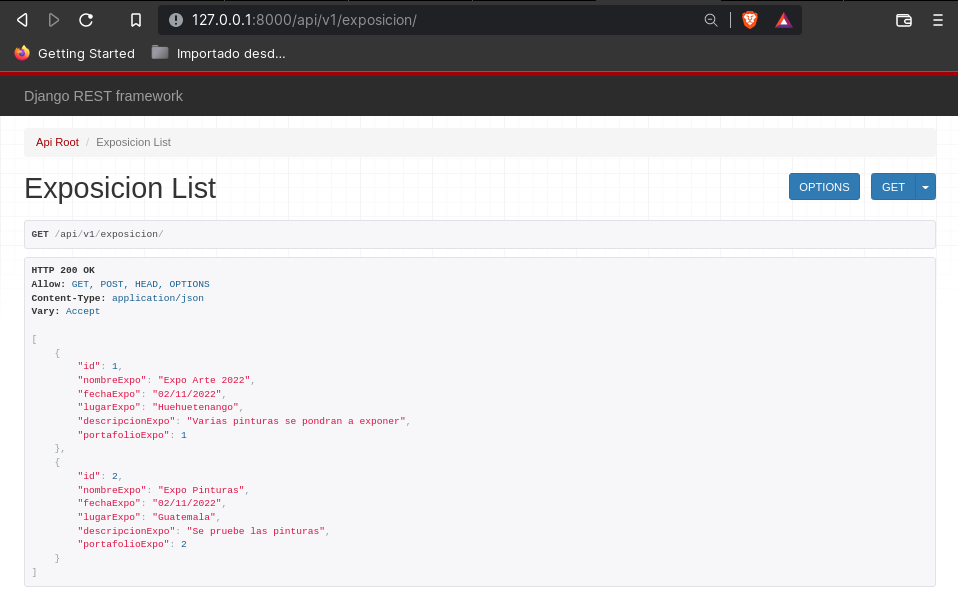 127.0.0.1:8000/api/v1/exposicion/
Getting Started Importado desd...
Django REST framework
Api Root / Exposicion List
Exposicion List OPTIONS GET
GET /api/v1/exposicion/
HTTP 200 OK
Allow: GET, POST, HEAD, OPTIONS
Content-Type: application/json
Vary: Accept
[
    {
        "id": 1,
        "nombreExpo": "Expo Arte 2022",
        "fechaExpo": "02/11/2022",
        "lugarExpo": "Huehuetenango",
        "descripcionExpo": "Varias pinturas se pondran a exponer",
        "portafolioExpo": 1
    },
    {
        "id": 2,
        "nombreExpo": "Expo Pinturas",
        "fechaExpo": "02/11/2022",
        "lugarExpo": "Guatemala",
        "descripcionExpo": "Se pruebe las pinturas",
        "portafolioExpo": 2
    }
]